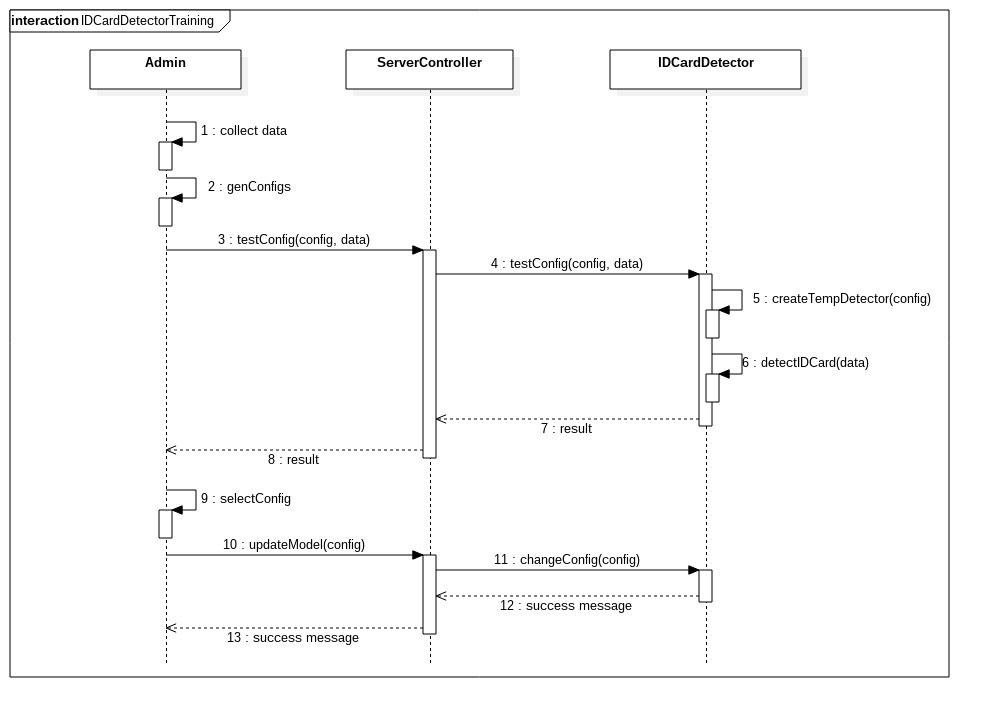 interaction IDCardDetectorTraining
Admin
ServerController
IDCardDetector
1 : collect data
2 : genConfigs
3 : testConfig(config, data)
4 : testConfig(config, data)
5 : createTempDetector(config)
6 : detectIDCard(data)
7 : result
8 : result
9 : selectConfig
10 : updateModel(config)
11 : changeConfig(config)
12 : success message
13 : success message